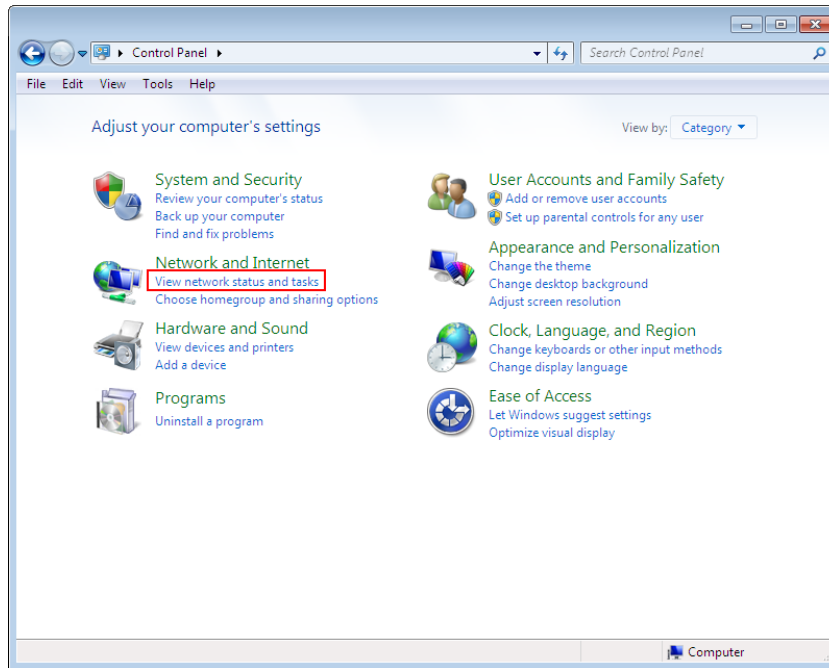 Control Panel
Search Control Panel
File Edit View Tools Help
Adjust your computer's settings
View by: Category
System and Security
Review your computer's status
Back up your computer
Find and fix problems
Network and Internet
View network status and tasks
Choose homegroup and sharing options
Hardware and Sound
View devices and printers
Add a device
Programs
Uninstall a program
User Accounts and Family Safety
Add or remove user accounts
Set up parental controls for any user
Appearance and Personalization
Change the theme
Change desktop background
Adjust screen resolution
Clock, Language, and Region
Change keyboards or other input methods
Change display language
Ease of Access
Let Windows suggest settings
Optimize visual display
Computer